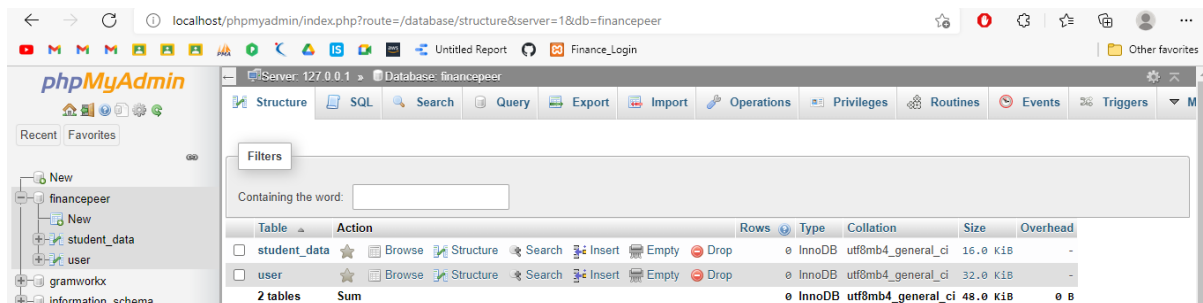 localhost/phpmyadmin/index.php?route=/database/structure&server=1&db=financepeer
Untitled Report Finance_Login Other favorites
phpMyAdmin
Recent Favorites
New
financepeer
New
student_data
user
gramworkx
information_schema
Server: 127.0.0.1 » Database: financepeer
Structure SQL Search Query Export Import Operations Privileges Routines Events Triggers M
Filters
Containing the word:
Table Action Rows Type Collation Size Overhead
student_data Browse Structure Search Insert Empty Drop 0 InnoDB utf8mb4_general_ci 16.0 KiB -
user Browse Structure Search Insert Empty Drop 0 InnoDB utf8mb4_general_ci 32.0 KiB -
2 tables Sum 0 InnoDB utf8mb4_general_ci 48.0 KiB 0 B